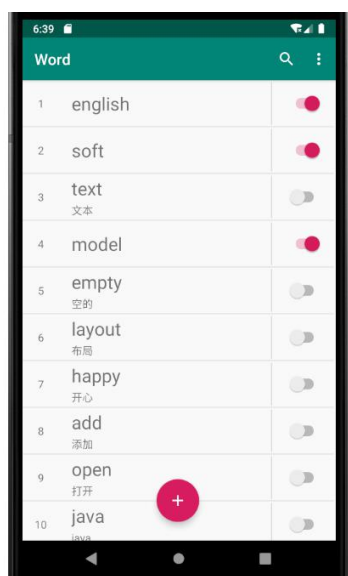 6:39
Word
1 english
2 soft
3 text
文本
4 model
5 empty
空的
6 layout
布局
7 happy
开心
8 add
添加
9 open
打开
10 java
java